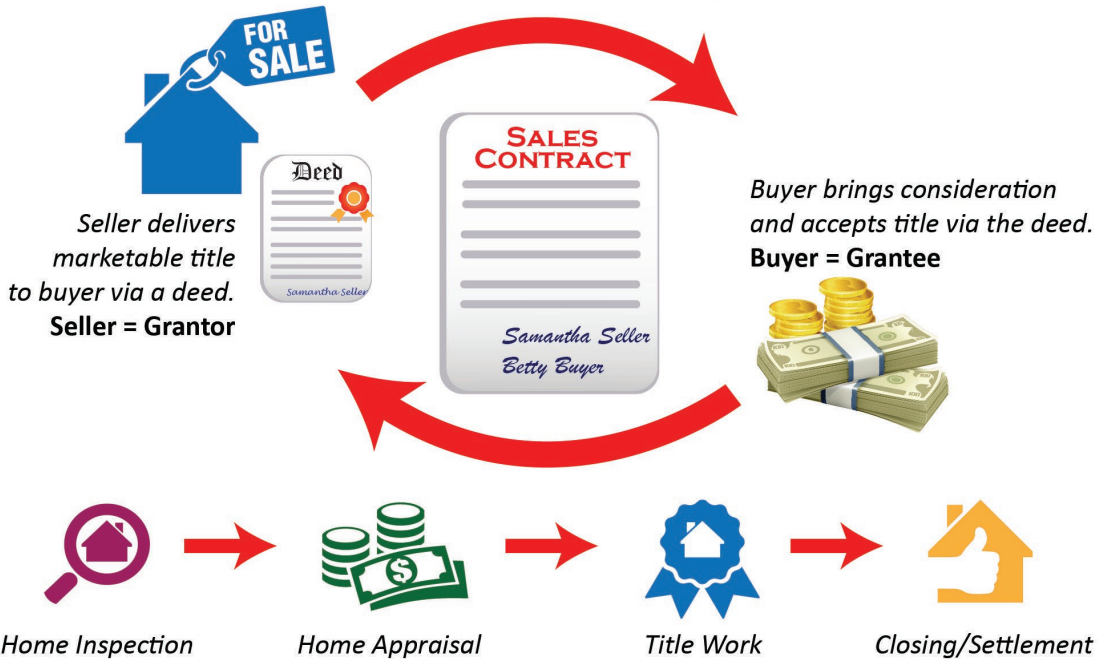 FOR
SALE
Deed
Samantha Seller
Seller delivers
marketable title
to buyer via a deed.
Seller = Grantor
SALES
CONTRACT
Samantha Seller
Betty Buyer
Buyer brings consideration
and accepts title via the deed.
Buyer = Grantee
$
Home Inspection
Home Appraisal
Title Work
Closing/Settlement